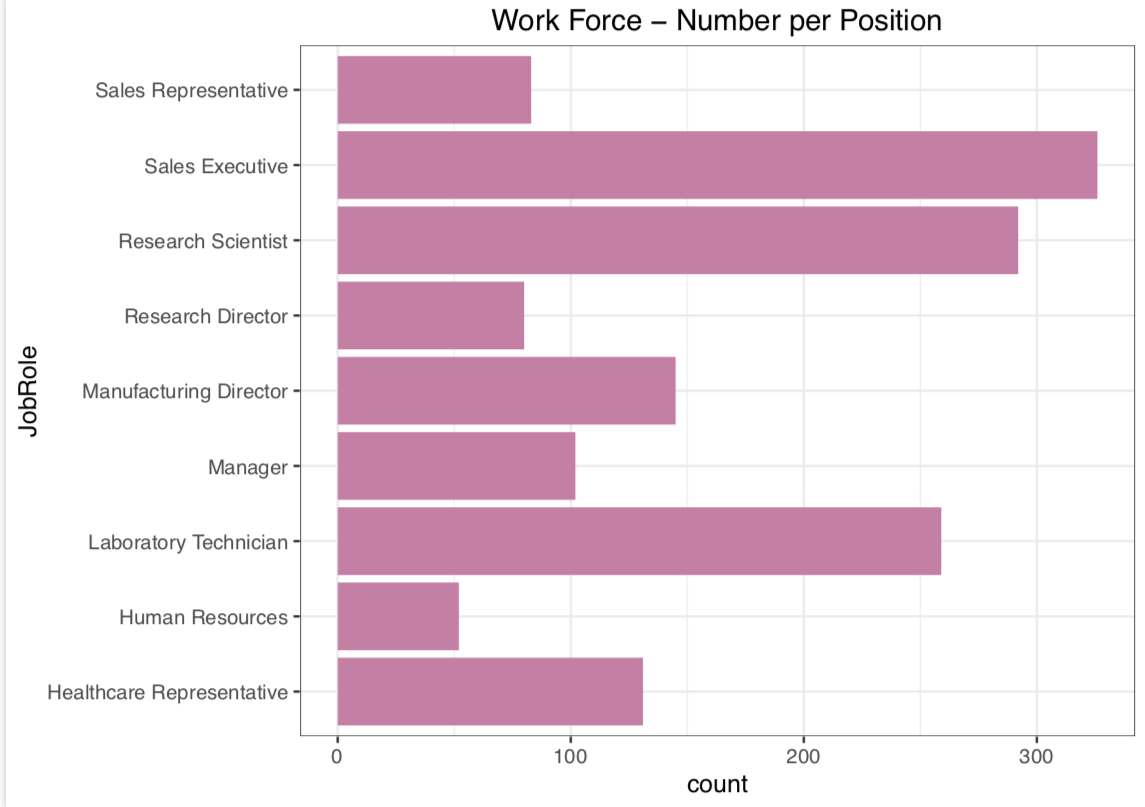 Work Force – Number per Position
JobRole
Sales Representative
Sales Executive
Research Scientist
Research Director
Manufacturing Director
Manager
Laboratory Technician
Human Resources
Healthcare Representative
0 100 200 300
count